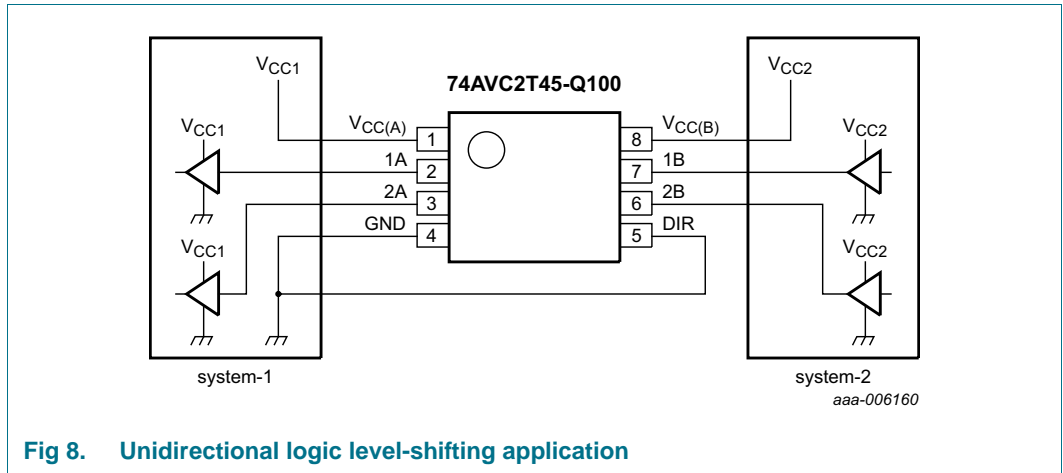 VCC1
74AVC2T45-Q100
VCC2
VCC1
VCC(A)
1
8
VCC(B)
VCC2
1A
2
7
1B
2A
3
6
2B
GND
4
5
DIR
VCC1
VCC2
system-1
system-2
aaa-006160
Fig 8. Unidirectional logic level-shifting application